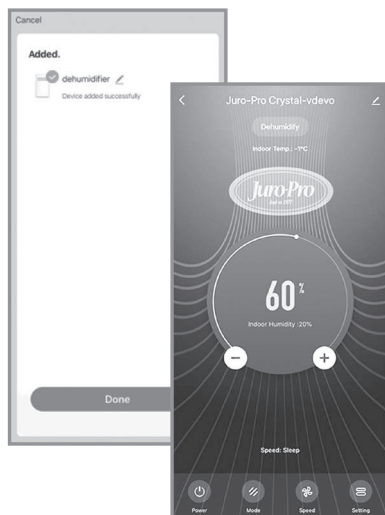 Cancel
Added.
dehumidifier
Device added successfully
Done
Juro-Pro Crystal-vdevo
Dehumidify
Indoor Temp.: -1°C
Juro-Pro
60%
Indoor Humidity :20%
Speed: Sleep
Power Mode Speed Setting